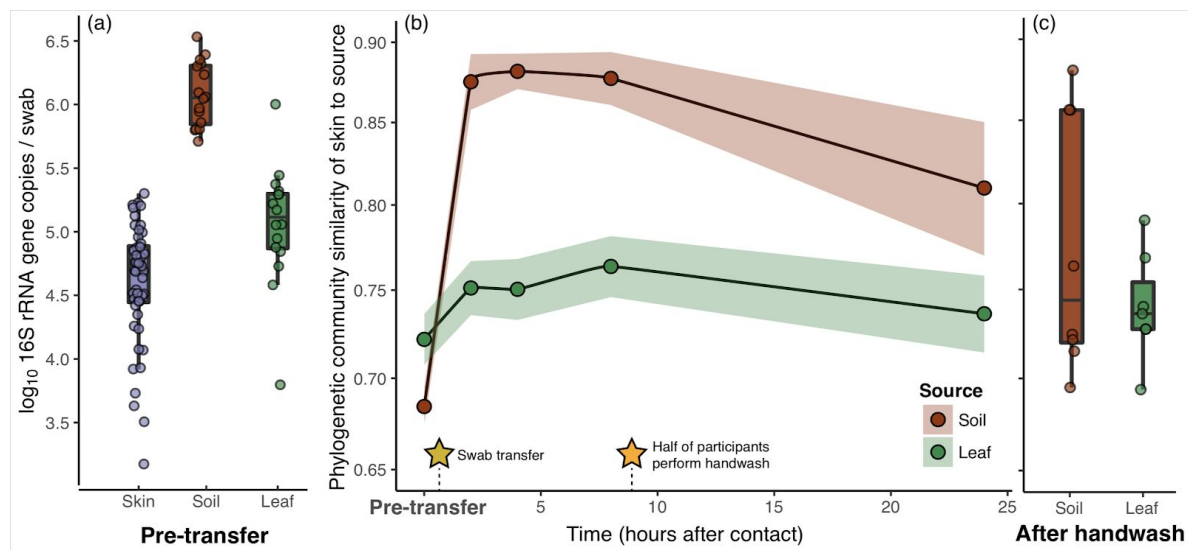 (a)
log10 16S rRNA gene copies / swab
6.5
6.0
5.5
5.0
4.5
4.0
3.5
Skin
Soil
Leaf
Pre-transfer
(b)
Phylogenetic community similarity of skin to source
0.90
0.85
0.80
0.75
0.70
0.65
Swab transfer
Half of participants
perform handwash
Source
Soil
Leaf
Pre-transfer
5
10
15
20
25
Time (hours after contact)
(c)
Soil
Leaf
After handwash